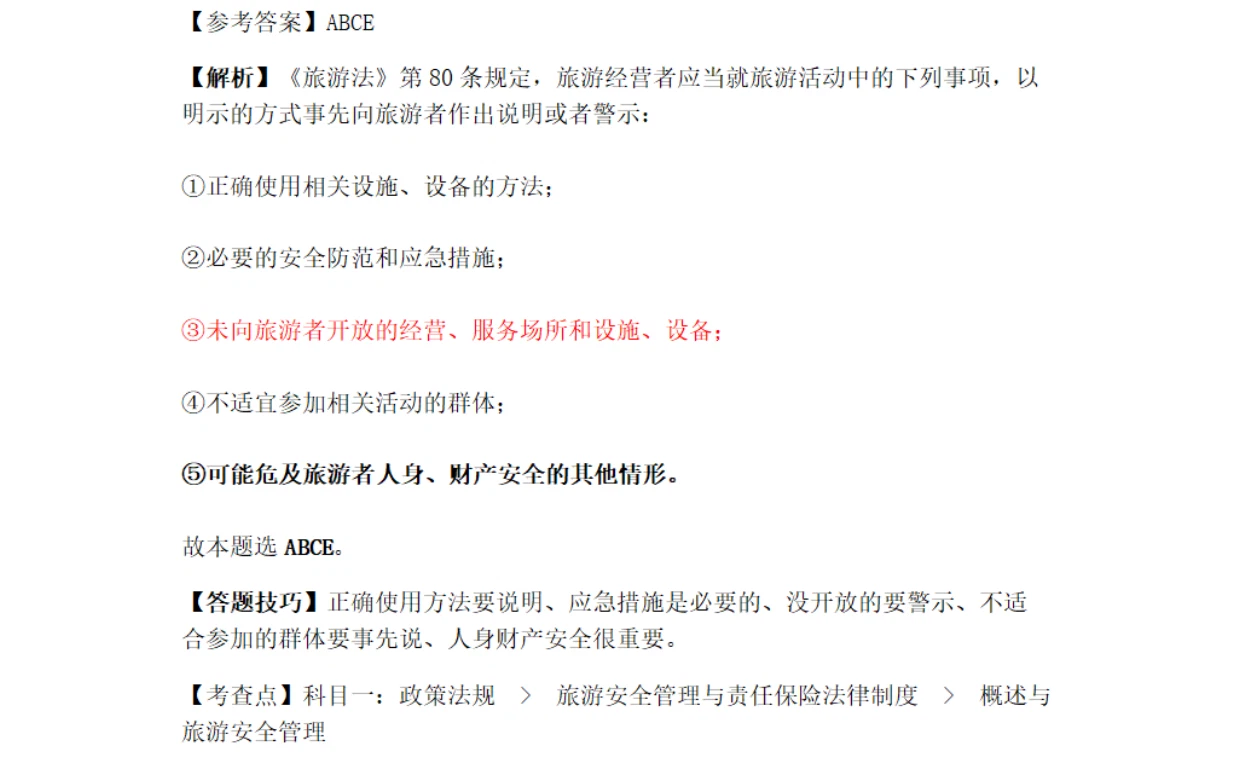 【参考答案】ABCE
【解析】《旅游法》第 80 条规定，旅游经营者应当就旅游活动中的下列事项，以
明示的方式事先向旅游者作出说明或者警示：
①正确使用相关设施、设备的方法；
②必要的安全防范和应急措施；
③未向旅游者开放的经营、服务场所和设施、设备；
④不适宜参加相关活动的群体；
⑤可能危及旅游者人身、财产安全的其他情形。
故本题选 ABCE。
【答题技巧】正确使用方法要说明、应急措施是必要的、没开放的要警示、不适
合参加的群体要事先说、人身财产安全很重要。
【考查点】科目一：政策法规 > 旅游安全管理与责任保险法律制度 > 概述与
旅游安全管理